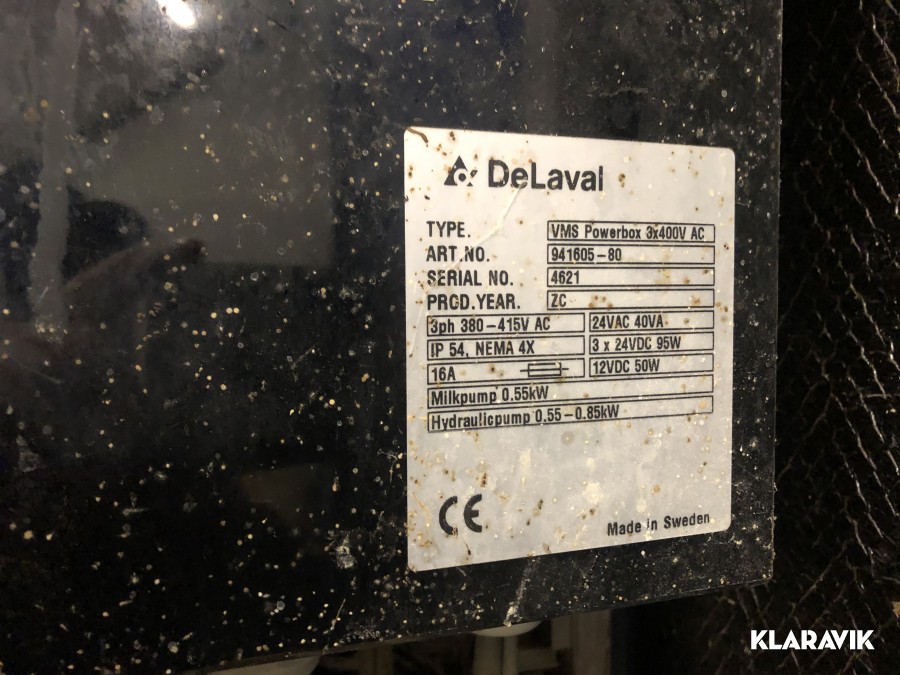 DeLaval
TYPE. VMS Powerbox 3x400V AC
ART.NO. 941605-80
SERIAL NO. 4621
PROD.YEAR. ZC
3ph 380-415V AC 24VAC 40VA
IP 54, NEMA 4X 3 x 24VDC 95W
16A 12VDC 50W
Milkpump 0.55kW
Hydraulicpump 0,55-0.85kW
CE Made in Sweden
KLARAVIK